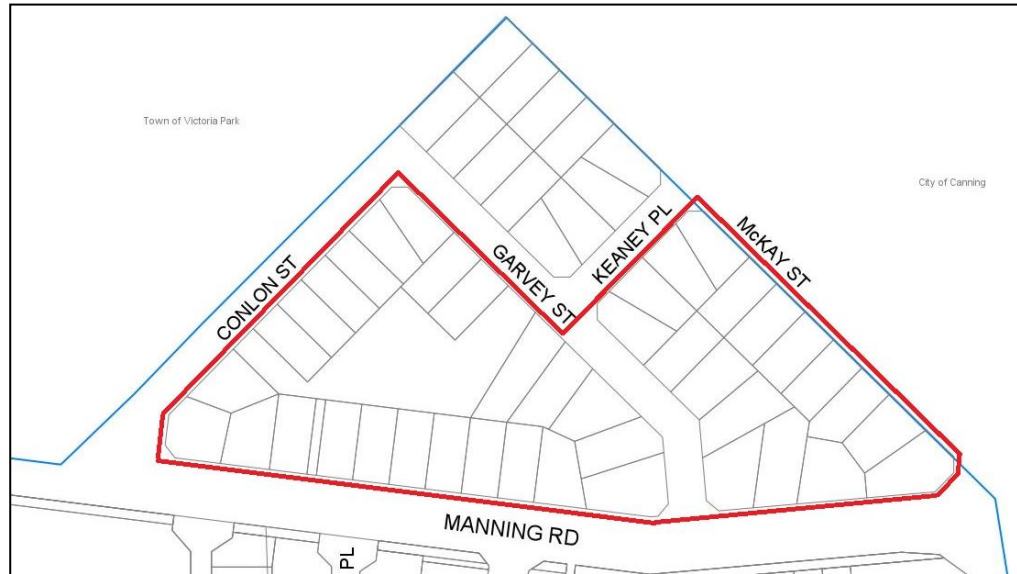 Town of Victoria Park
City of Canning
CONLON ST
GARVEY ST
KEANEY PL
McKAY ST
MANNING RD
PL